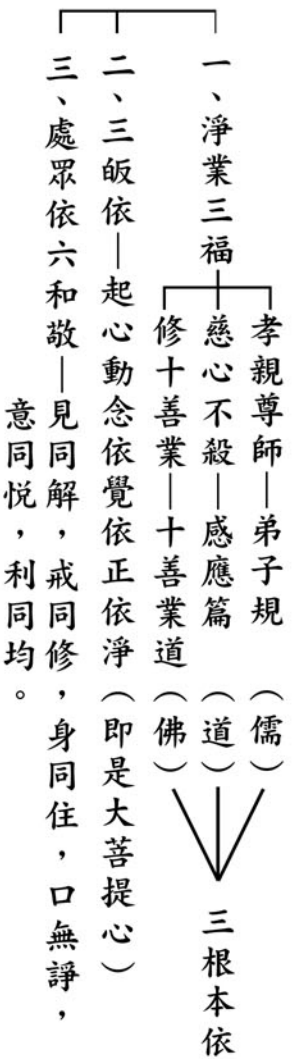 一、淨業三福
孝親尊師—弟子規（儒）
慈心不殺—感應篇（道）
修十善業—十善業道（佛）
三根本依
二、三皈依—起心動念依覺依正依淨（即是大菩提心）
三、處眾依六和敬—見同解，戒同修，身同住，口無諍，
意同悅，利同均。